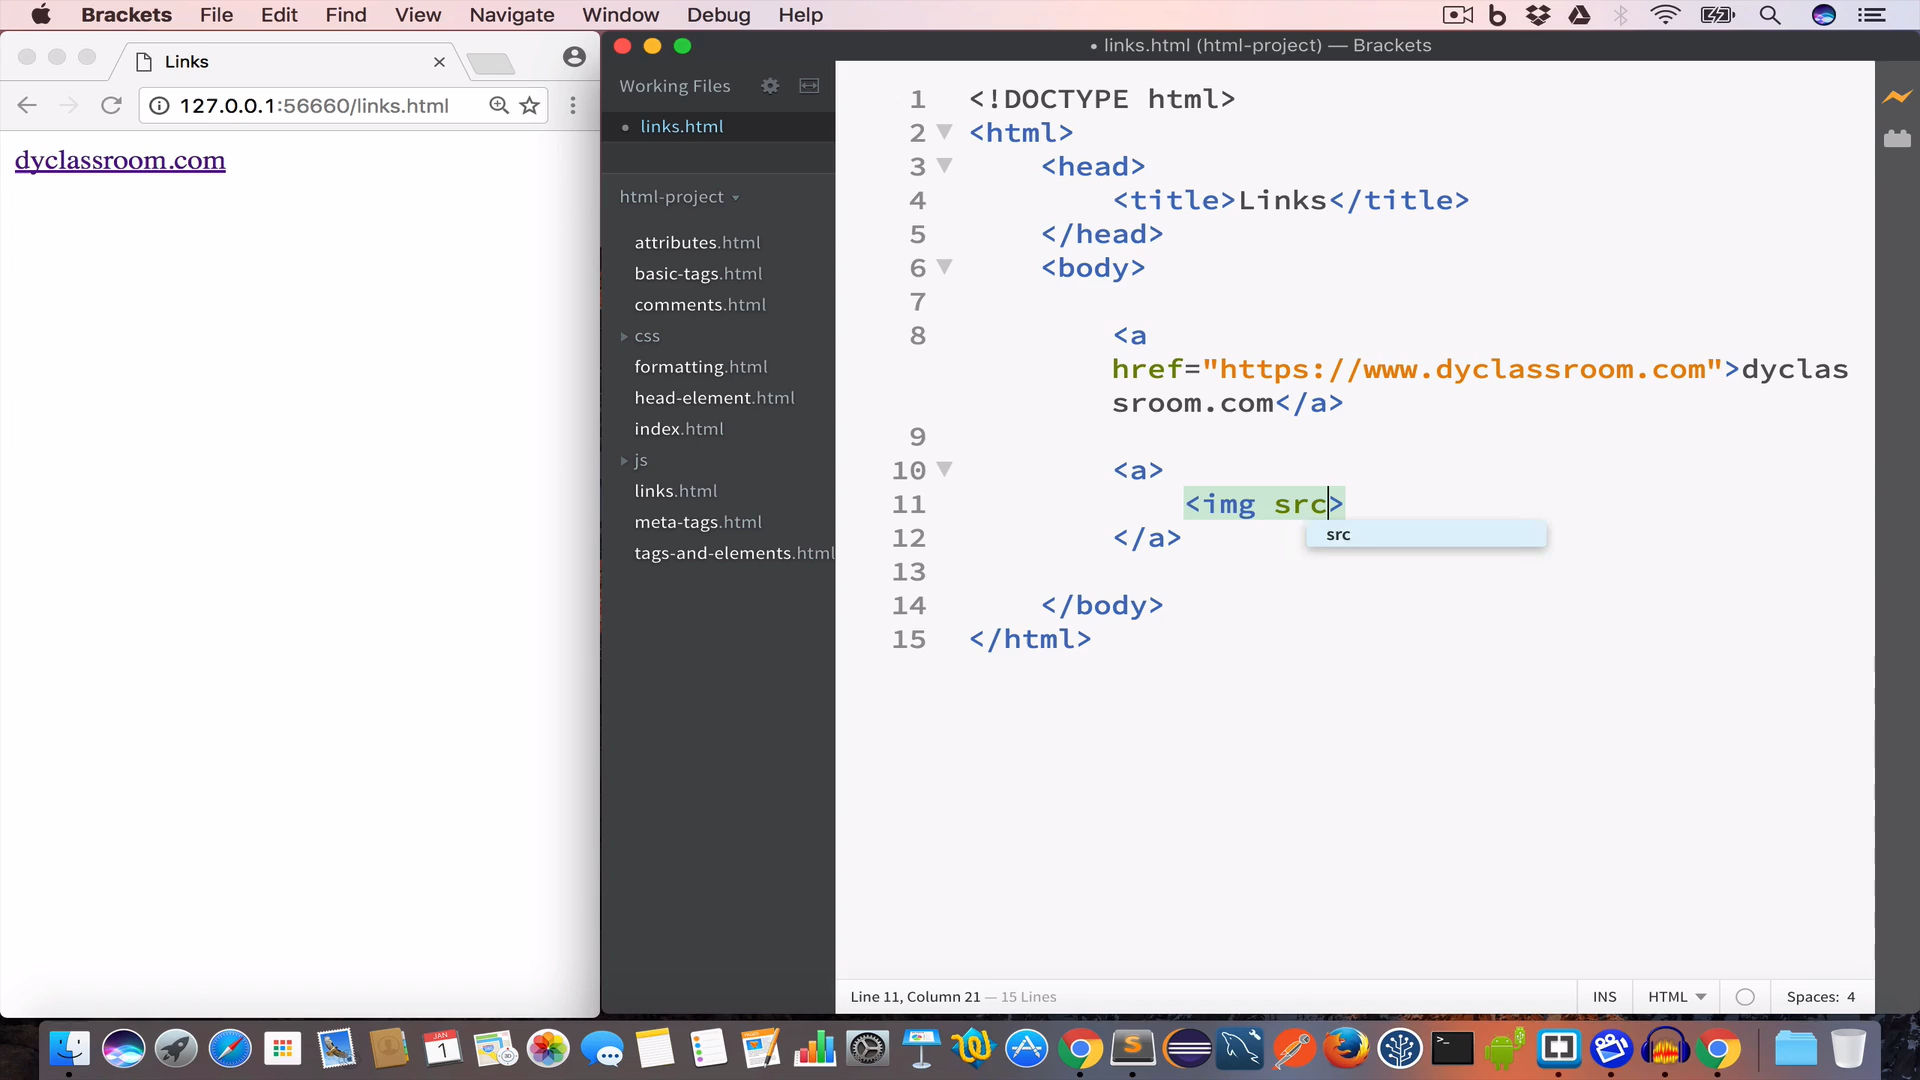 Brackets File Edit Find View Navigate Window Debug Help
Links
127.0.0.1:56660/links.html
dyclassroom.com
• links.html (html-project) — Brackets
Working Files
links.html
html-project
attributes.html
basic-tags.html
comments.html
css
formatting.html
head-element.html
index.html
js
links.html
meta-tags.html
tags-and-elements.html
1 <!DOCTYPE html>
2 <html>
3 <head>
4 <title>Links</title>
5 </head>
6 <body>
7
8 <a
href="https://www.dyclassroom.com">dyclas
sroom.com</a>
9
10 <a>
11 <img src>
src
12 </a>
13
14 </body>
15 </html>
Line 11, Column 21 — 15 Lines
INS HTML Spaces: 4
JAN
1